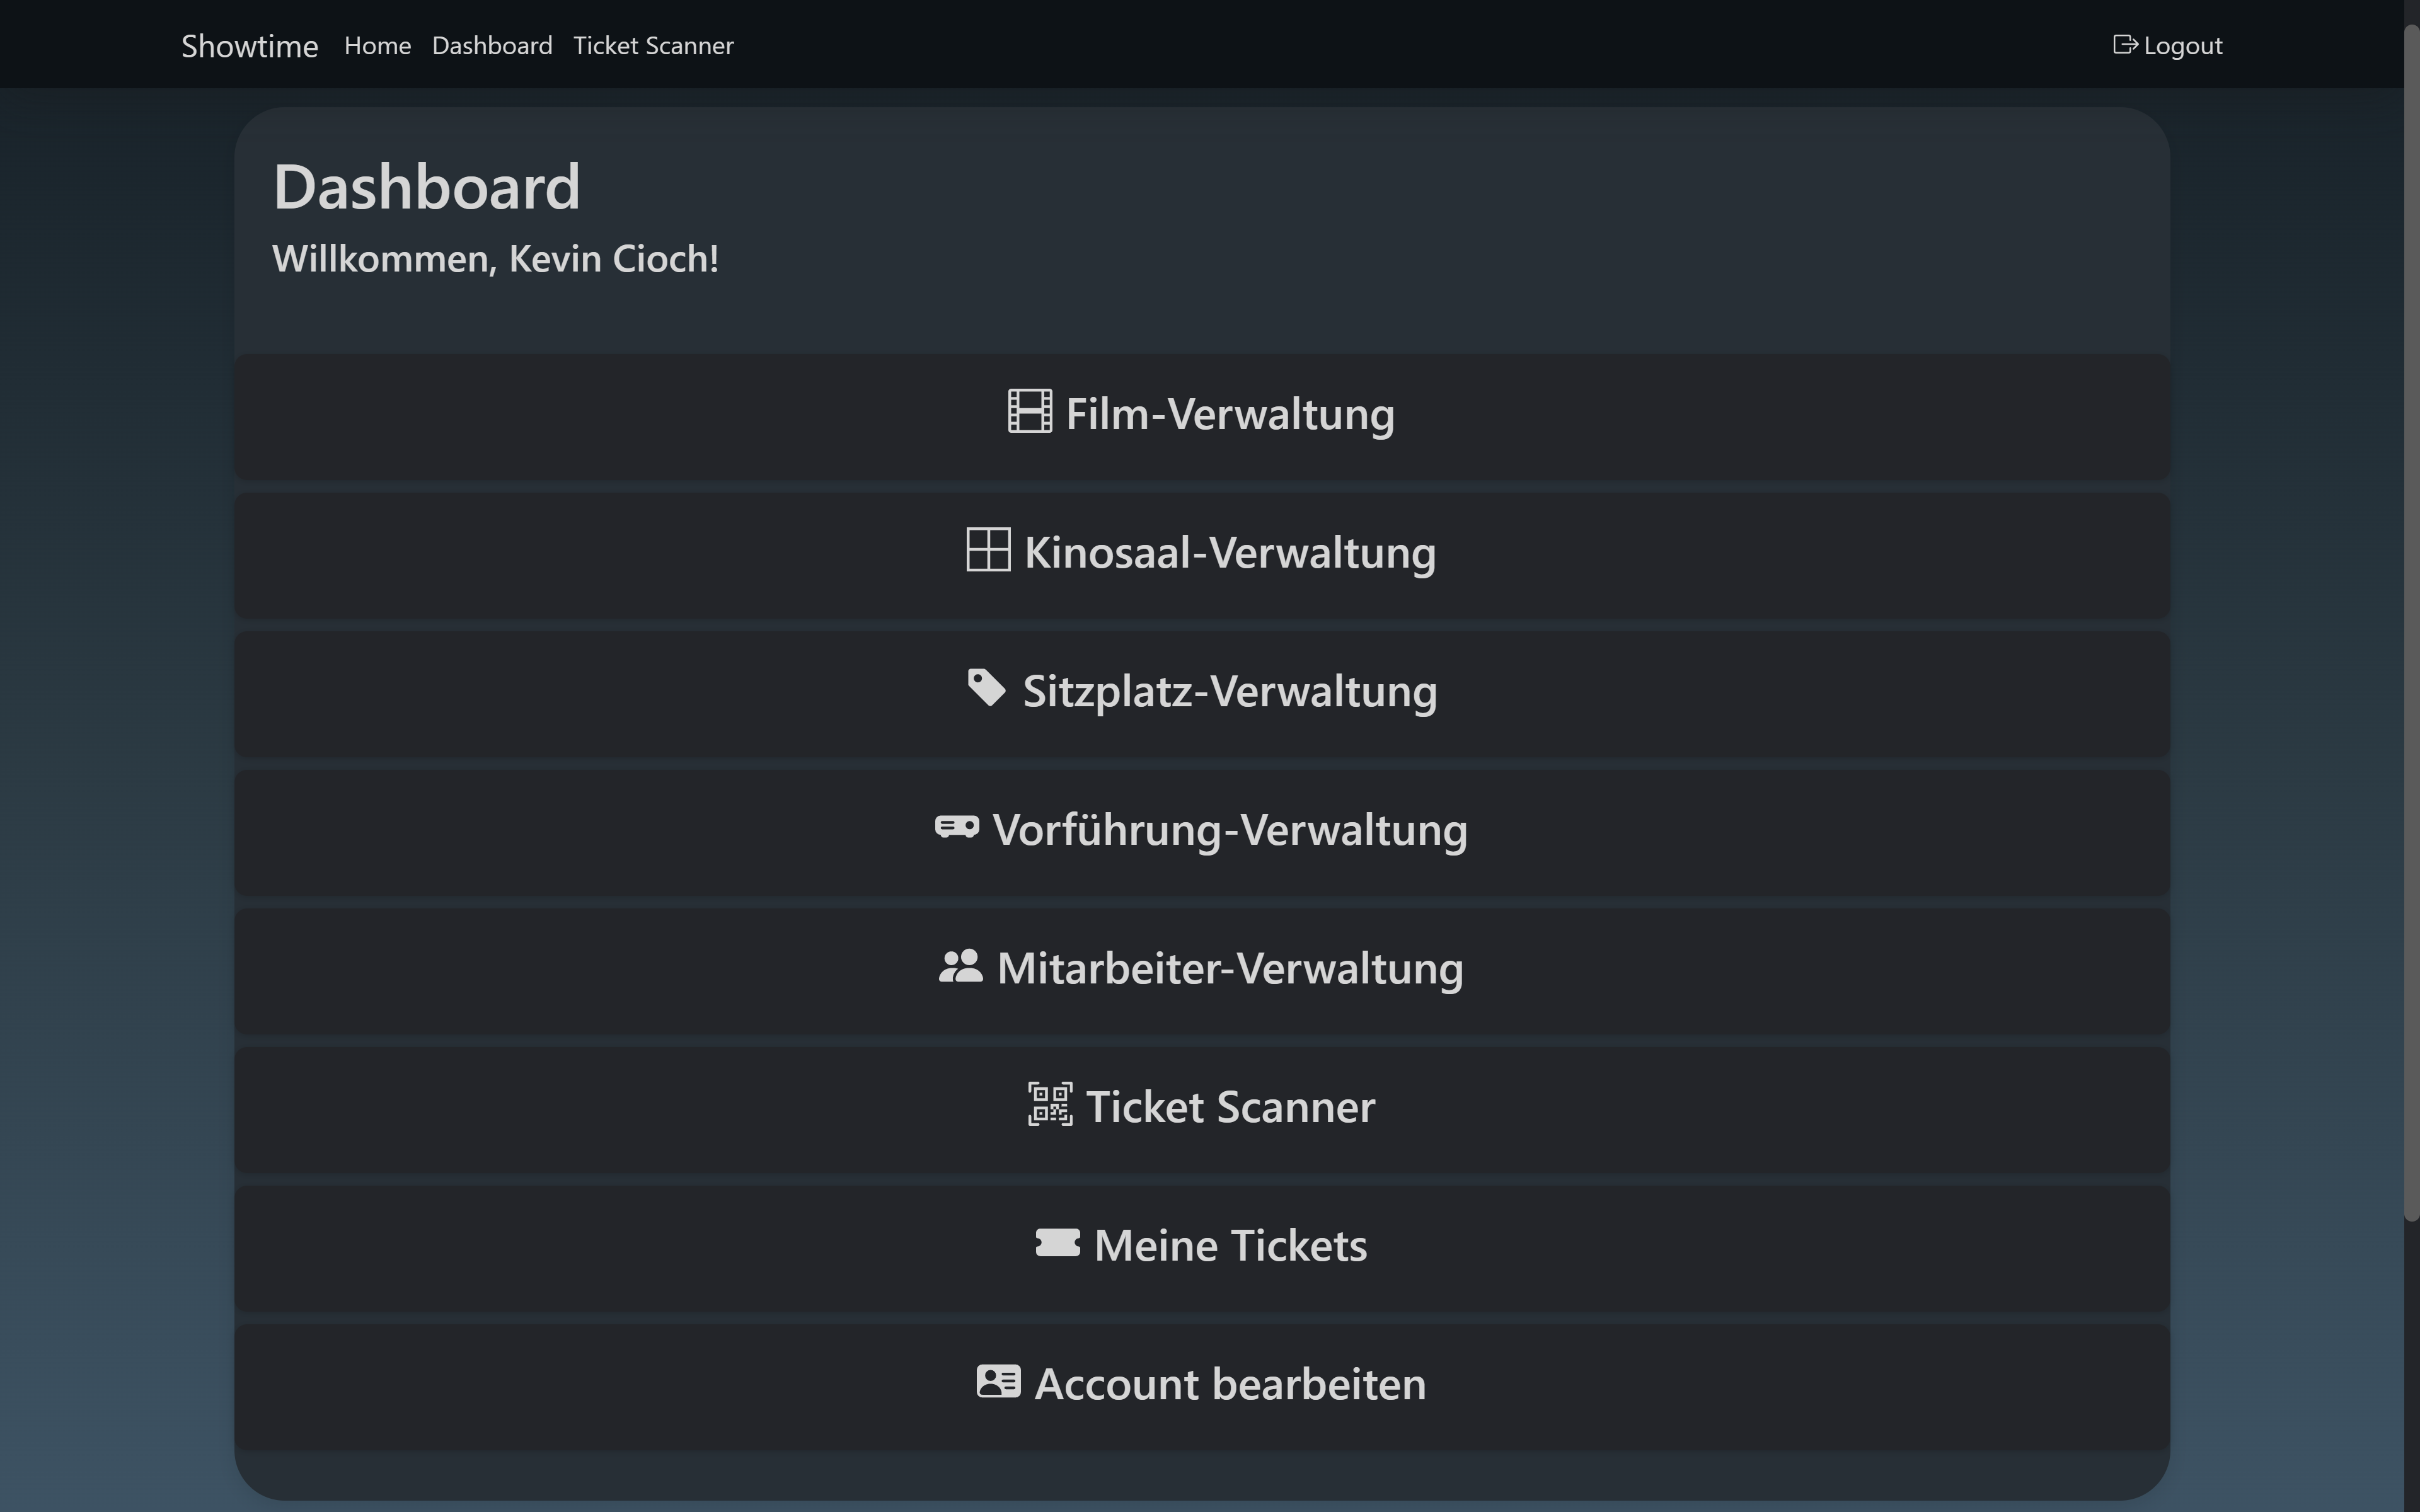 Showtime Home Dashboard Ticket Scanner Logout
Dashboard
Willkommen, Kevin Cioch!
Film-Verwaltung
Kinosaal-Verwaltung
Sitzplatz-Verwaltung
Vorführung-Verwaltung
Mitarbeiter-Verwaltung
Ticket Scanner
Meine Tickets
Account bearbeiten